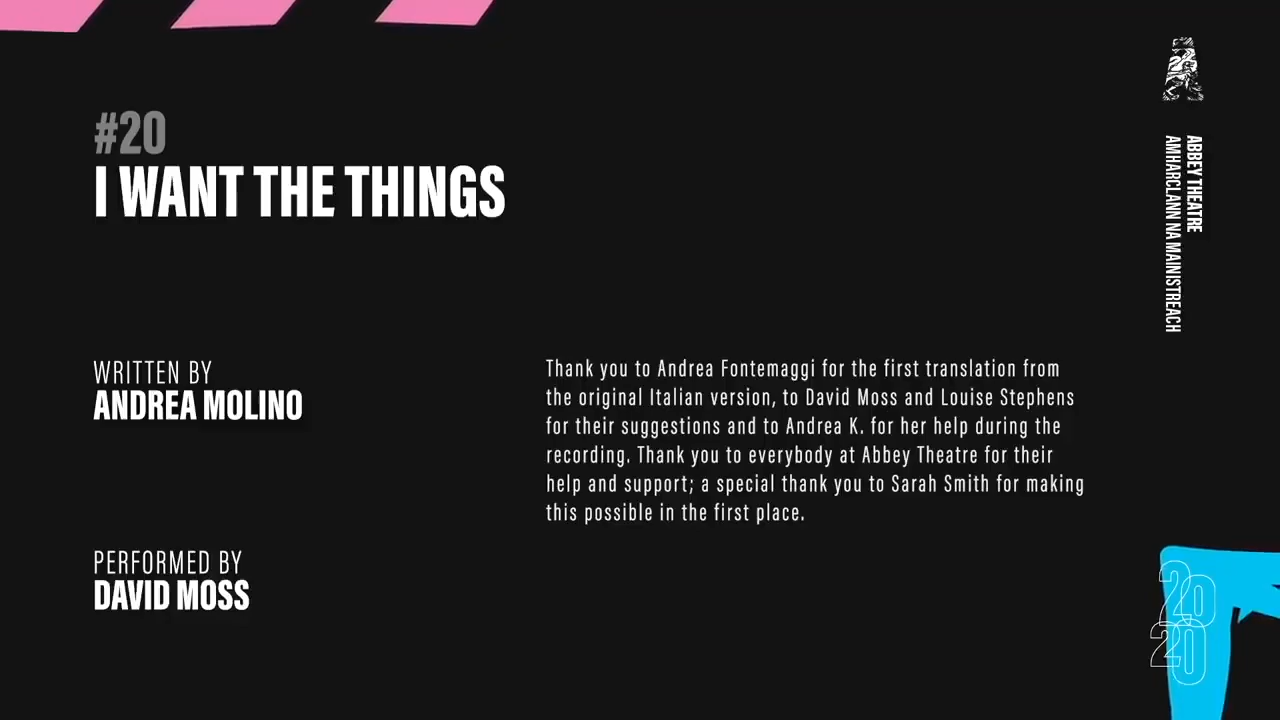 #20
I WANT THE THINGS
WRITTEN BY
ANDREA MOLINO
PERFORMED BY
DAVID MOSS
Thank you to Andrea Fontemaggi for the first translation from
the original Italian version, to David Moss and Louise Stephens
for their suggestions and to Andrea K. for her help during the
recording. Thank you to everybody at Abbey Theatre for their
help and support; a special thank you to Sarah Smith for making
this possible in the first place.
ABBEY THEATRE
AMHARCLANN NA MAINISTREACH
20
20